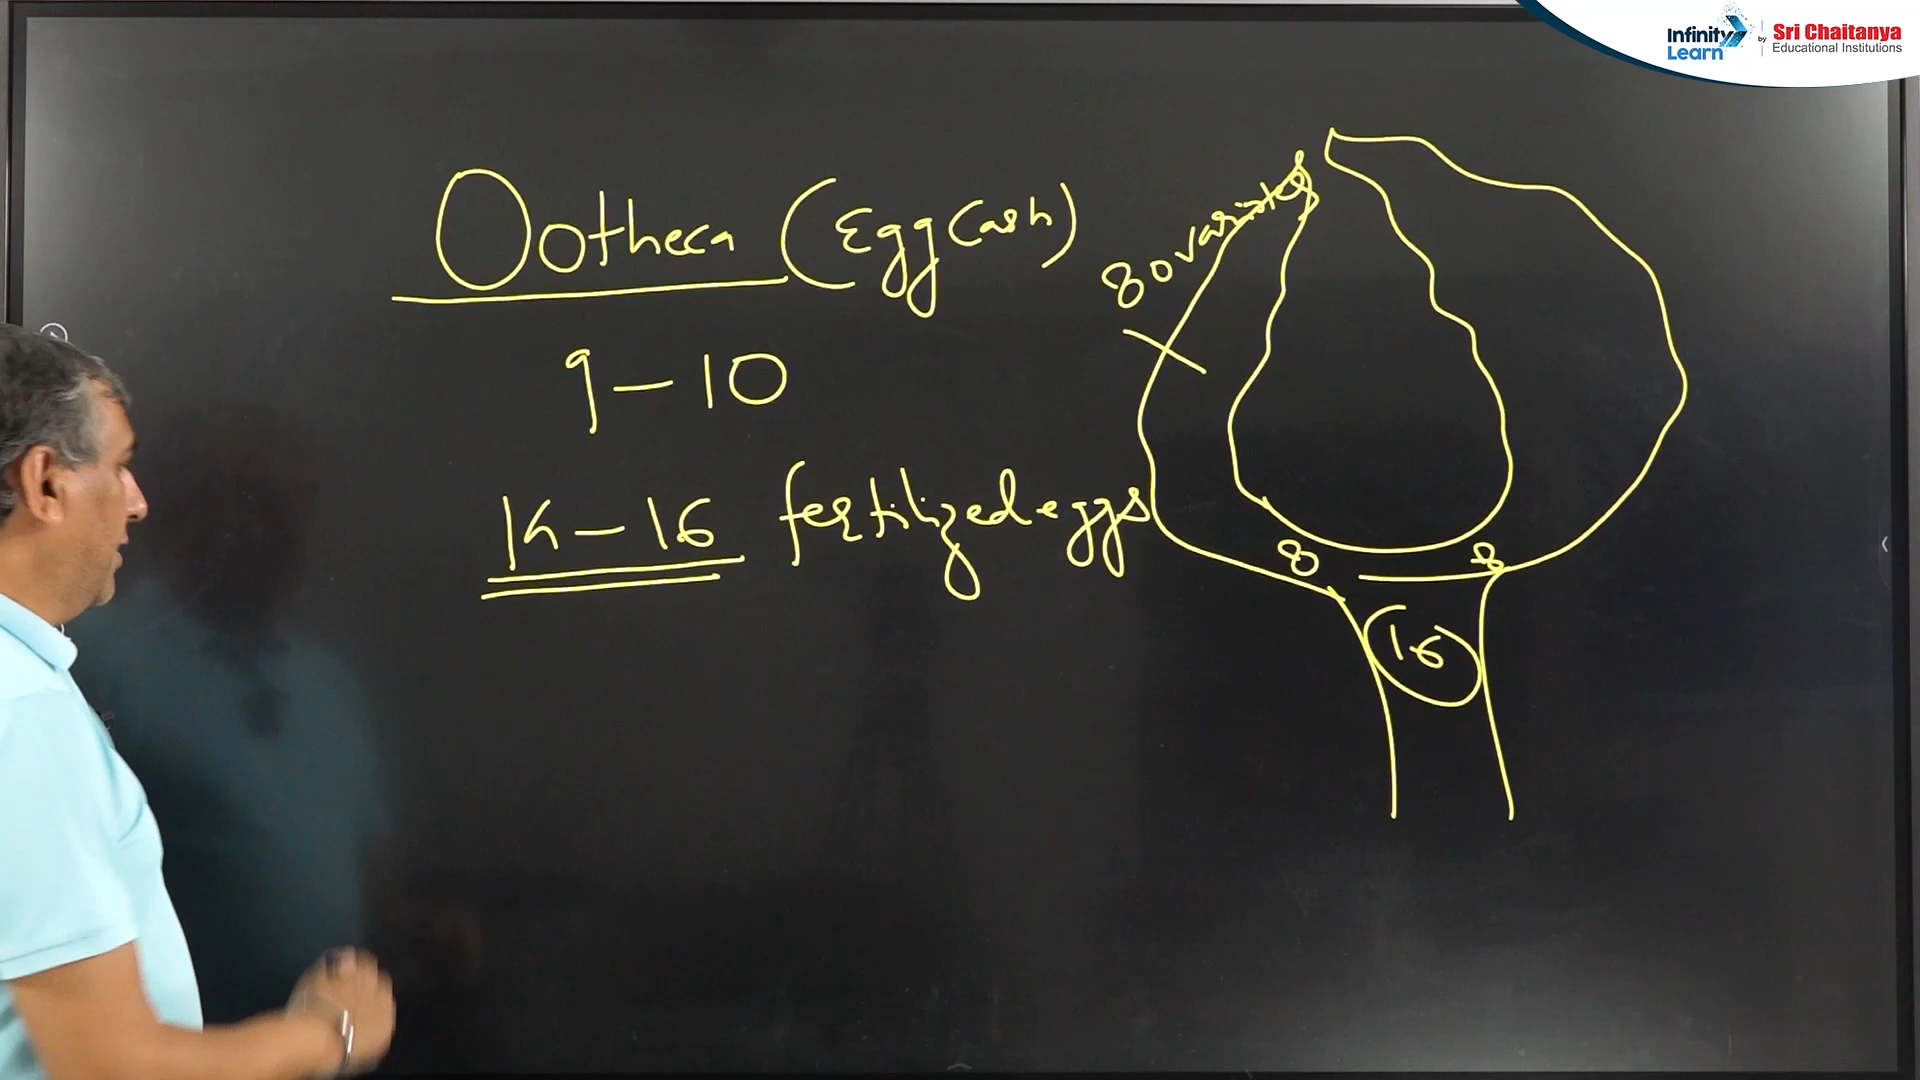 Infinity Learn by Sri Chaitanya Educational Institutions
Ootheca (Egg Cash)
8 ovarioles
9-10
14-16 fertilized eggs
8 8
16